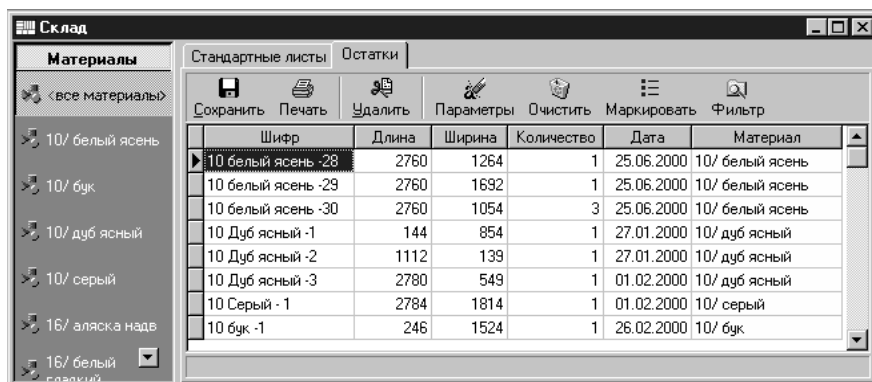 Склад
Материалы
<все материалы>
10/ белый ясень
10/ бук
10/ дуб ясный
10/ серый
16/ аляска надв
16/ белый
гладкий
Стандартные листы Остатки
Сохранить Печать Удалить Параметры Очистить Маркировать Фильтр
Шифр Длина Ширина Количество Дата Материал
10 белый ясень -28 2760 1264 1 25.06.2000 10/ белый ясень
10 белый ясень -29 2760 1692 1 25.06.2000 10/ белый ясень
10 белый ясень -30 2760 1054 3 25.06.2000 10/ белый ясень
10 Дуб ясный -1 144 854 1 27.01.2000 10/ дуб ясный
10 Дуб ясный -2 1112 139 1 27.01.2000 10/ дуб ясный
10 Дуб ясный -3 2780 549 1 01.02.2000 10/ дуб ясный
10 Серый - 1 2784 1814 1 01.02.2000 10/ серый
10 бук -1 246 1524 1 26.02.2000 10/ бук